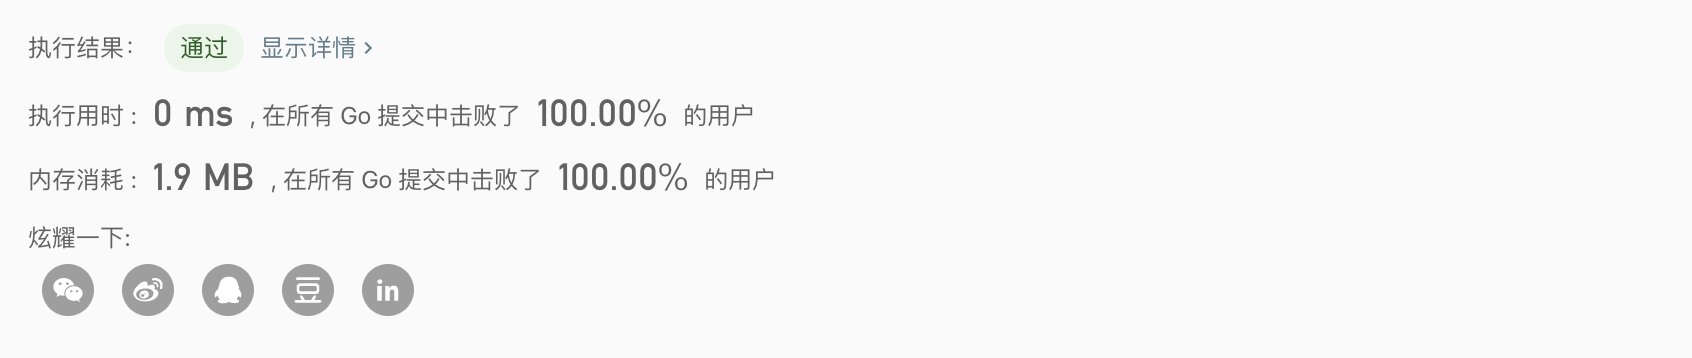 执行结果： 通过 显示详情 >
执行用时 : 0 ms , 在所有 Go 提交中击败了 100.00% 的用户
内存消耗 : 1.9 MB , 在所有 Go 提交中击败了 100.00% 的用户
炫耀一下:
豆 in